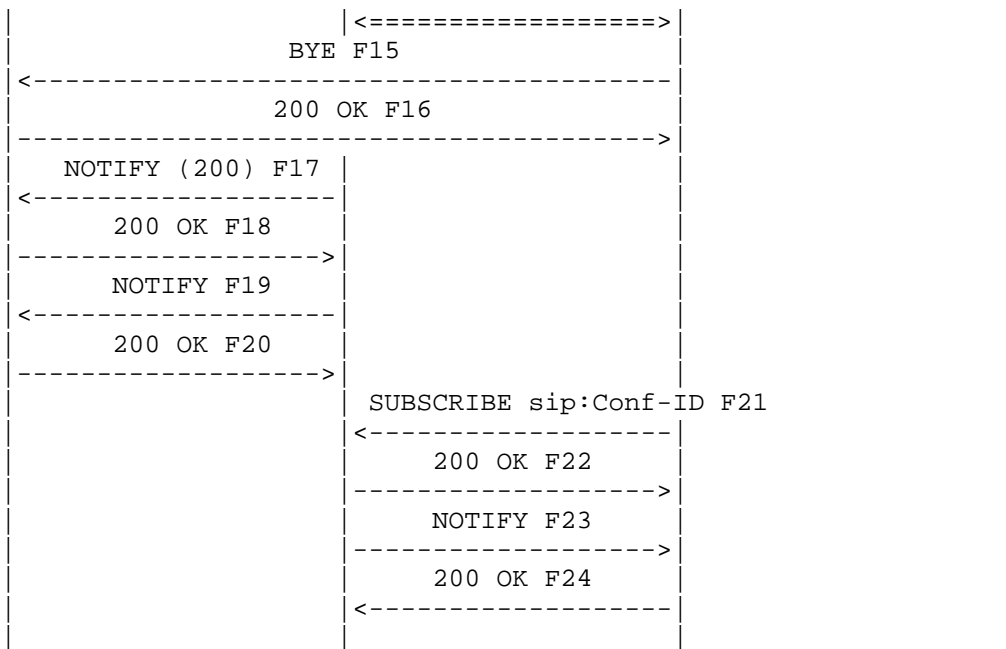 |<==================>|
BYE F15
|<----------------------------------------|
200 OK F16
|---------------------------------------->|
NOTIFY (200) F17
|<-------------------|
200 OK F18
|------------------->|
NOTIFY F19
|<-------------------|
200 OK F20
|------------------->|
SUBSCRIBE sip:Conf-ID F21
|<-------------------|
200 OK F22
|------------------->|
NOTIFY F23
|------------------->|
200 OK F24
|<-------------------|